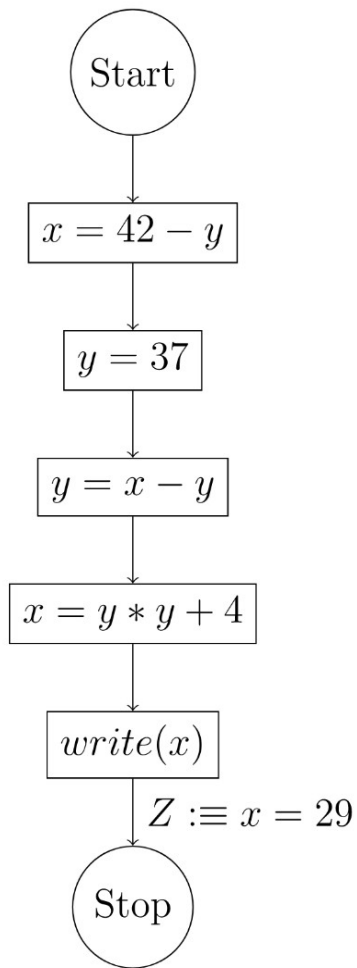 Start
x = 42 − y
y = 37
y = x − y
x = y ∗ y + 4
write(x)
Z :≡ x = 29
Stop